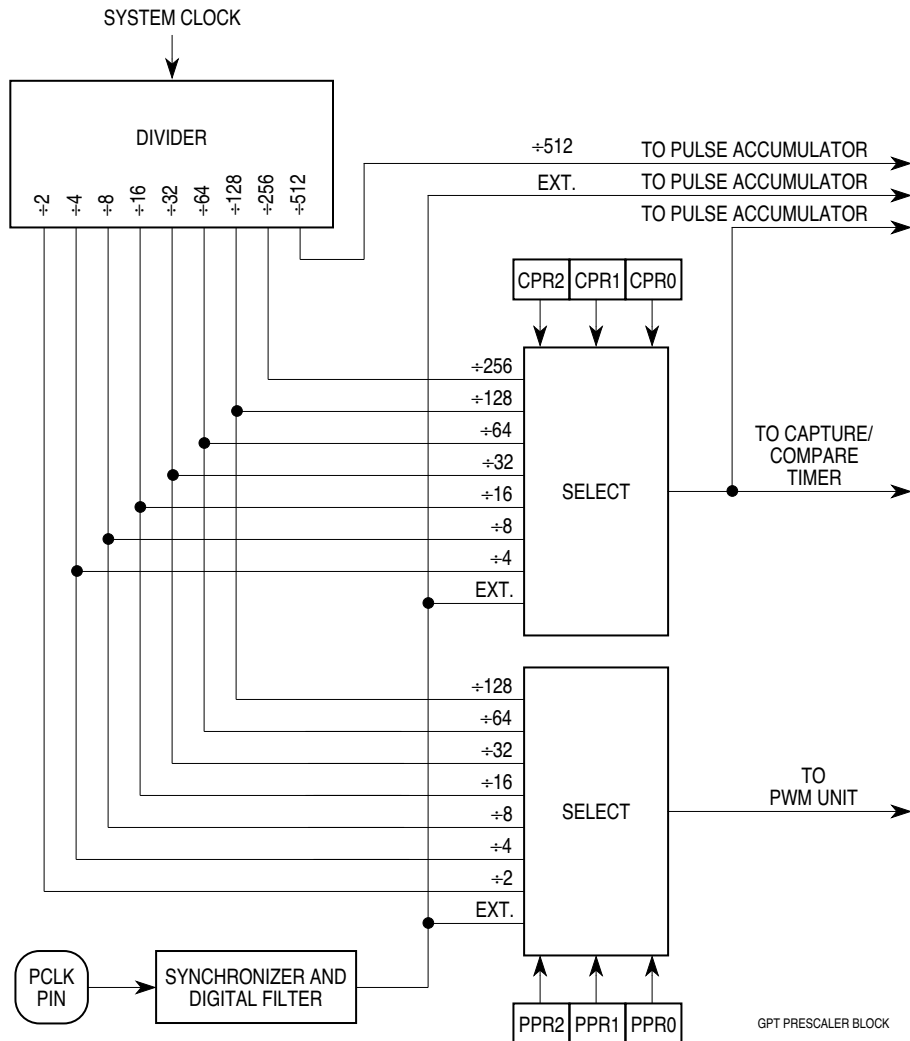 SYSTEM CLOCK
DIVIDER
÷2
÷4
÷8
÷16
÷32
÷64
÷128
÷256
÷512
÷512
TO PULSE ACCUMULATOR
EXT.
TO PULSE ACCUMULATOR
TO PULSE ACCUMULATOR
CPR2
CPR1
CPR0
÷256
÷128
÷64
÷32
÷16
÷8
÷4
EXT.
SELECT
TO CAPTURE/
COMPARE
TIMER
÷128
÷64
÷32
÷16
÷8
÷4
÷2
EXT.
SELECT
TO
PWM UNIT
PCLK
PIN
SYNCHRONIZER AND
DIGITAL FILTER
PPR2
PPR1
PPR0
GPT PRESCALER BLOCK